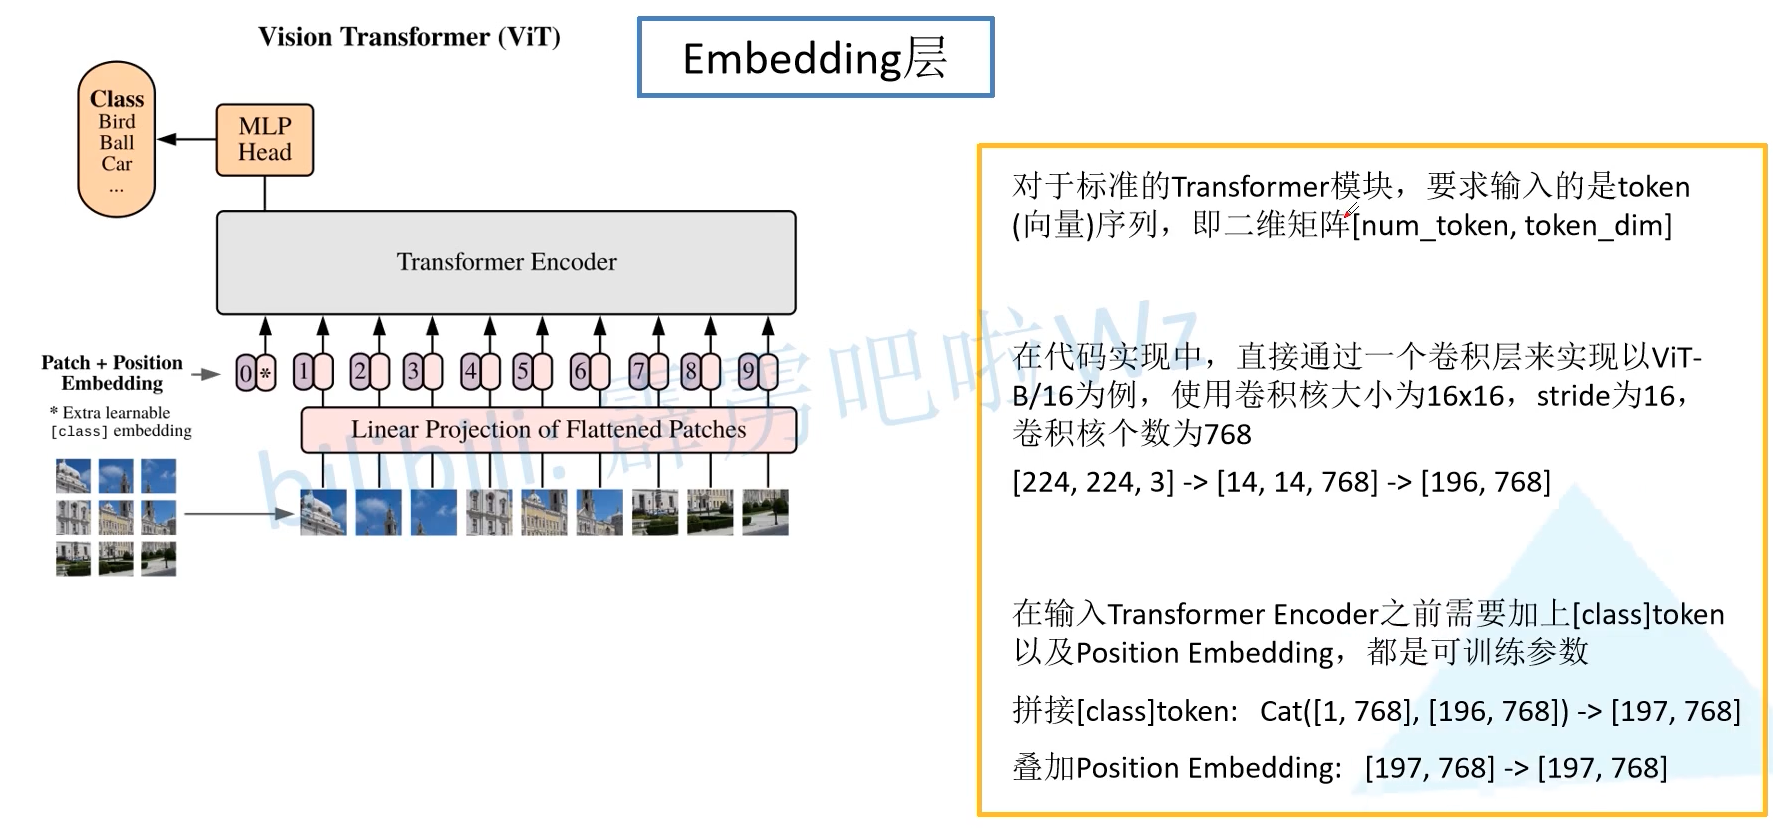 Vision Transformer (ViT)
Embedding层
Class
Bird
Ball
Car
...
MLP
Head
Transformer Encoder
Patch + Position
Embedding
* Extra learnable
[class] embedding
0 * 1 2 3 4 5 6 7 8 9
Linear Projection of Flattened Patches
对于标准的Transformer模块，要求输入的是token
(向量)序列，即二维矩阵[num_token, token_dim]
在代码实现中，直接通过一个卷积层来实现以ViT-
B/16为例，使用卷积核大小为16x16，stride为16，
卷积核个数为768
[224, 224, 3] -> [14, 14, 768] -> [196, 768]
在输入Transformer Encoder之前需要加上[class]token
以及Position Embedding，都是可训练参数
拼接[class]token: Cat([1, 768], [196, 768]) -> [197, 768]
叠加Position Embedding: [197, 768] -> [197, 768]
bilibili: 霹雳吧啦Wz